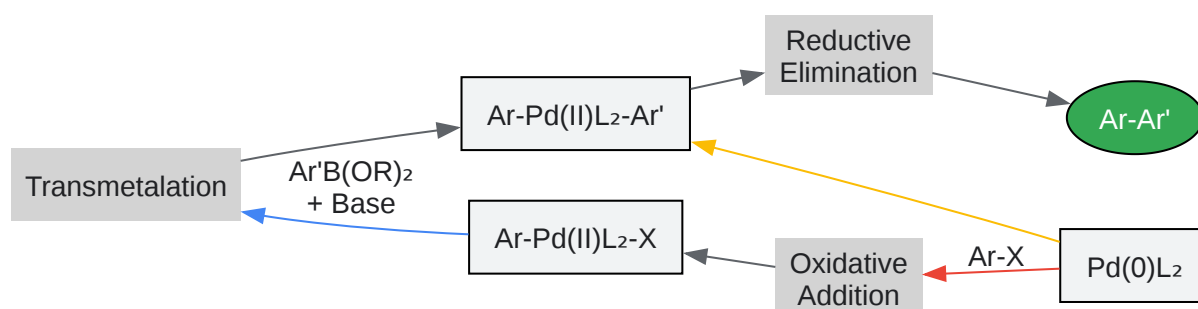 Reductive
Elimination
Ar-Pd(II)L₂-Ar'
Ar-Ar'
Transmetalation
Ar'B(OR)₂
+ Base
Ar-Pd(II)L₂-X
Oxidative
Addition
Ar-X
Pd(0)L₂